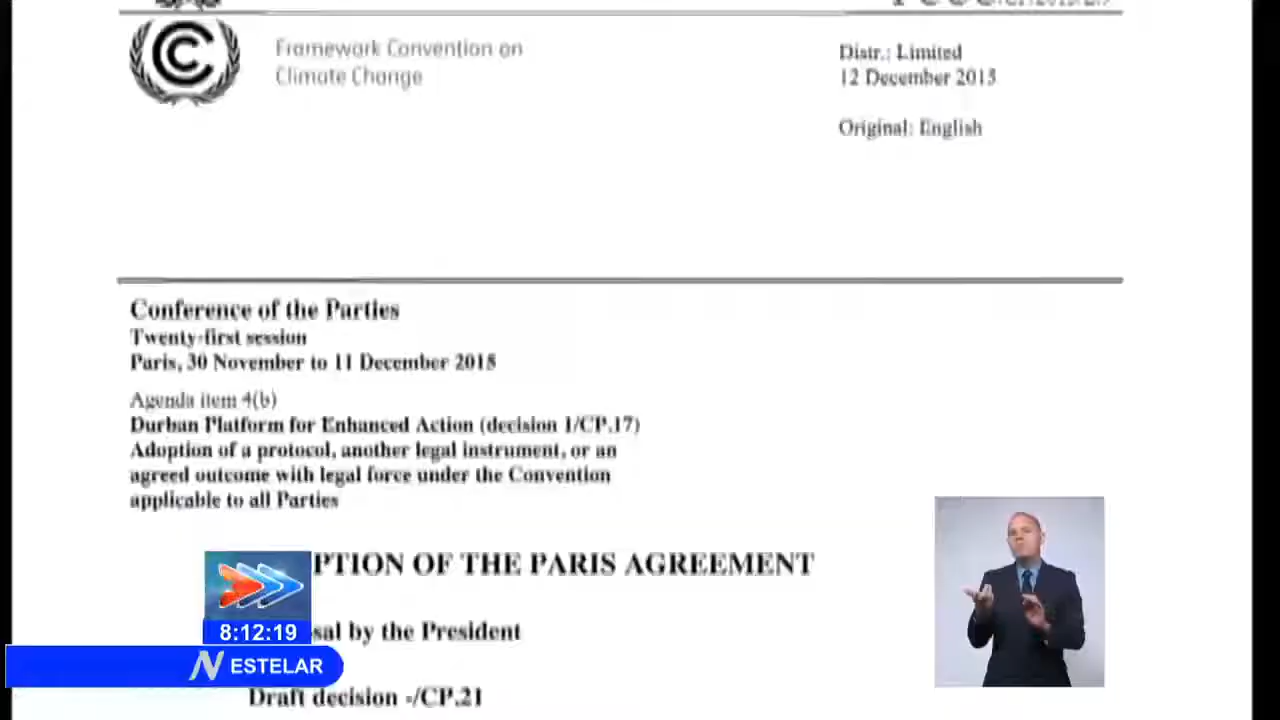 Framework Convention on
Climate Change
Distr.: Limited
12 December 2015
Original: English
Conference of the Parties
Twenty-first session
Paris, 30 November to 11 December 2015
Agenda item 4(b)
Durban Platform for Enhanced Action (decision 1/CP.17)
Adoption of a protocol, another legal instrument, or an
agreed outcome with legal force under the Convention
applicable to all Parties
PTION OF THE PARIS AGREEMENT
8:12:19
sal by the President
N ESTELAR
Draft decision -/CP.21